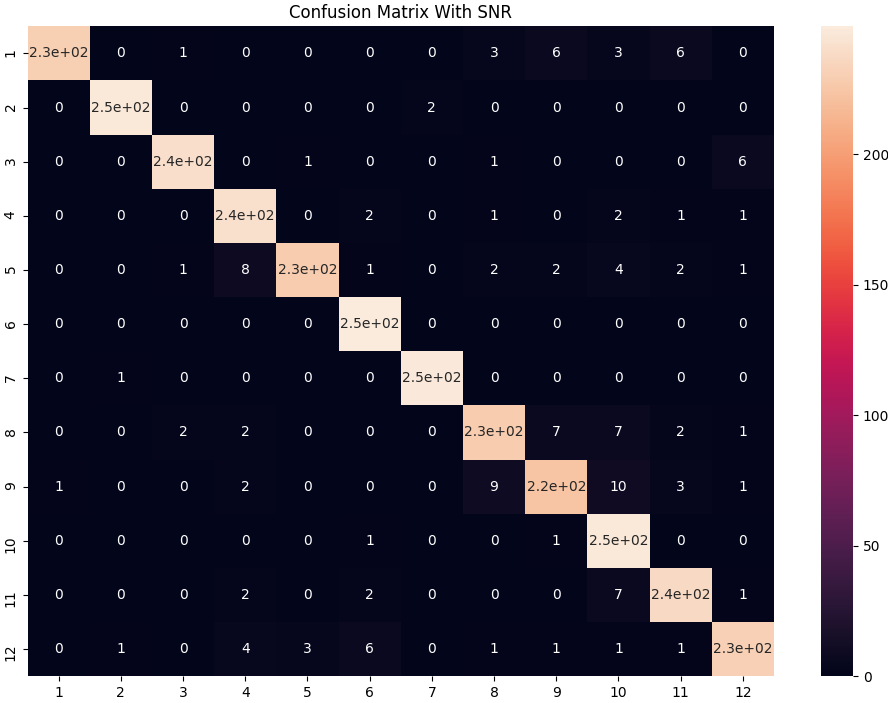 Confusion Matrix With SNR
1 2.3e+02 0 1 0 0 0 0 3 6 3 6 0
2 0 2.5e+02 0 0 0 0 2 0 0 0 0 0
3 0 0 2.4e+02 0 1 0 0 1 0 0 0 6
4 0 0 0 2.4e+02 0 2 0 1 0 2 1 1
5 0 0 1 8 2.3e+02 1 0 2 2 4 2 1
6 0 0 0 0 0 2.5e+02 0 0 0 0 0 0
7 0 1 0 0 0 0 2.5e+02 0 0 0 0 0
8 0 0 2 2 0 0 0 2.3e+02 7 7 2 1
9 1 0 0 2 0 0 0 9 2.2e+02 10 3 1
10 0 0 0 0 0 1 0 0 1 2.5e+02 0 0
11 0 0 0 2 0 2 0 0 0 7 2.4e+02 1
12 0 1 0 4 3 6 0 1 1 1 1 2.3e+02
1 2 3 4 5 6 7 8 9 10 11 12
200
150
100
50
0